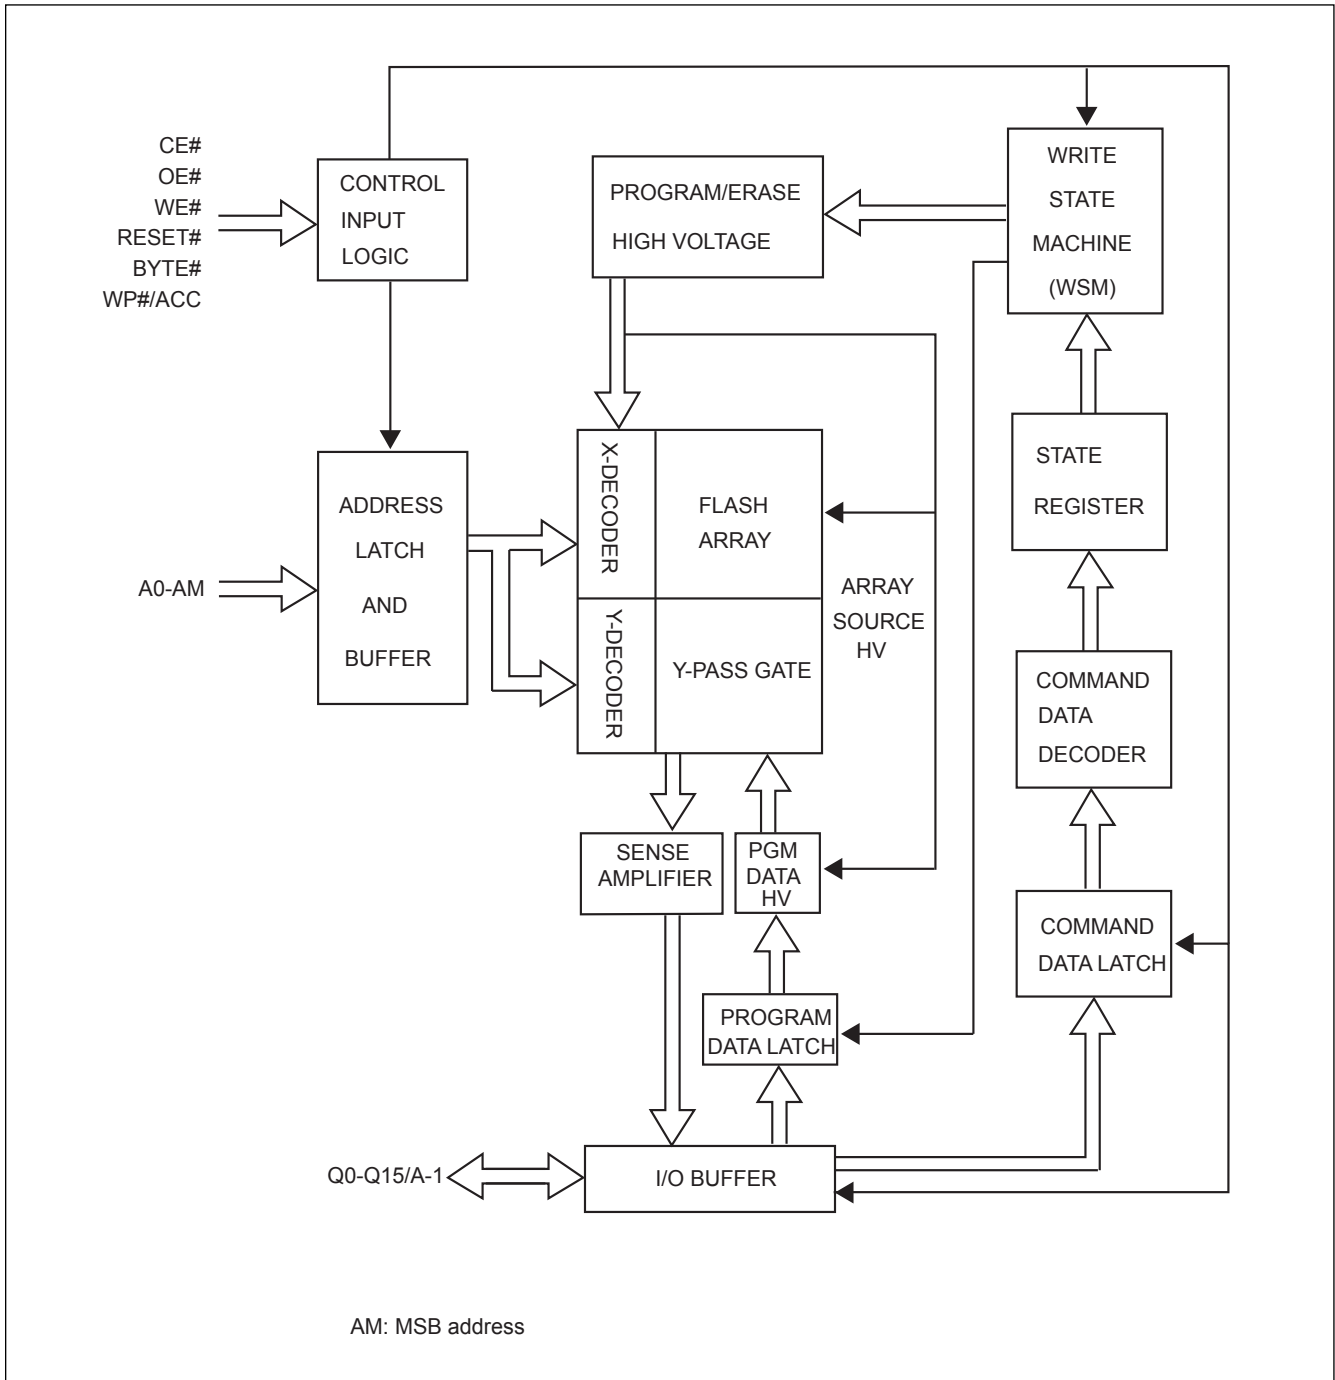 CE#
OE#
WE#
RESET#
BYTE#
WP#/ACC
CONTROL
INPUT
LOGIC
PROGRAM/ERASE
HIGH VOLTAGE
WRITE
STATE
MACHINE
(WSM)
A0-AM
ADDRESS
LATCH
AND
BUFFER
X-DECODER
FLASH
ARRAY
Y-DECODER
Y-PASS GATE
ARRAY
SOURCE
HV
STATE
REGISTER
COMMAND
DATA
DECODER
SENSE
AMPLIFIER
PGM
DATA
HV
COMMAND
DATA LATCH
PROGRAM
DATA LATCH
Q0-Q15/A-1
I/O BUFFER
AM: MSB address